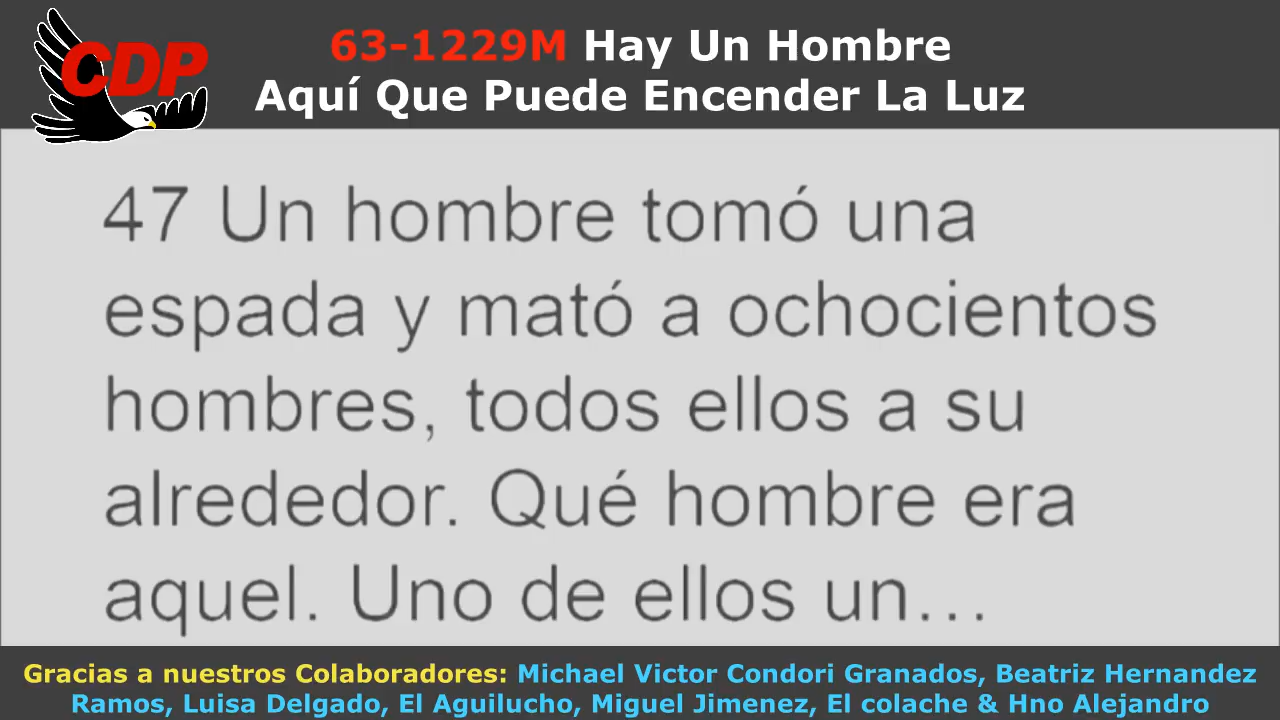 CDP
63-1229M Hay Un Hombre
Aquí Que Puede Encender La Luz
47 Un hombre tomó una
espada y mató a ochocientos
hombres, todos ellos a su
alrededor. Qué hombre era
aquel. Uno de ellos un…
Gracias a nuestros Colaboradores: Michael Victor Condori Granados, Beatriz Hernandez
Ramos, Luisa Delgado, El Aguilucho, Miguel Jimenez, El colache & Hno Alejandro